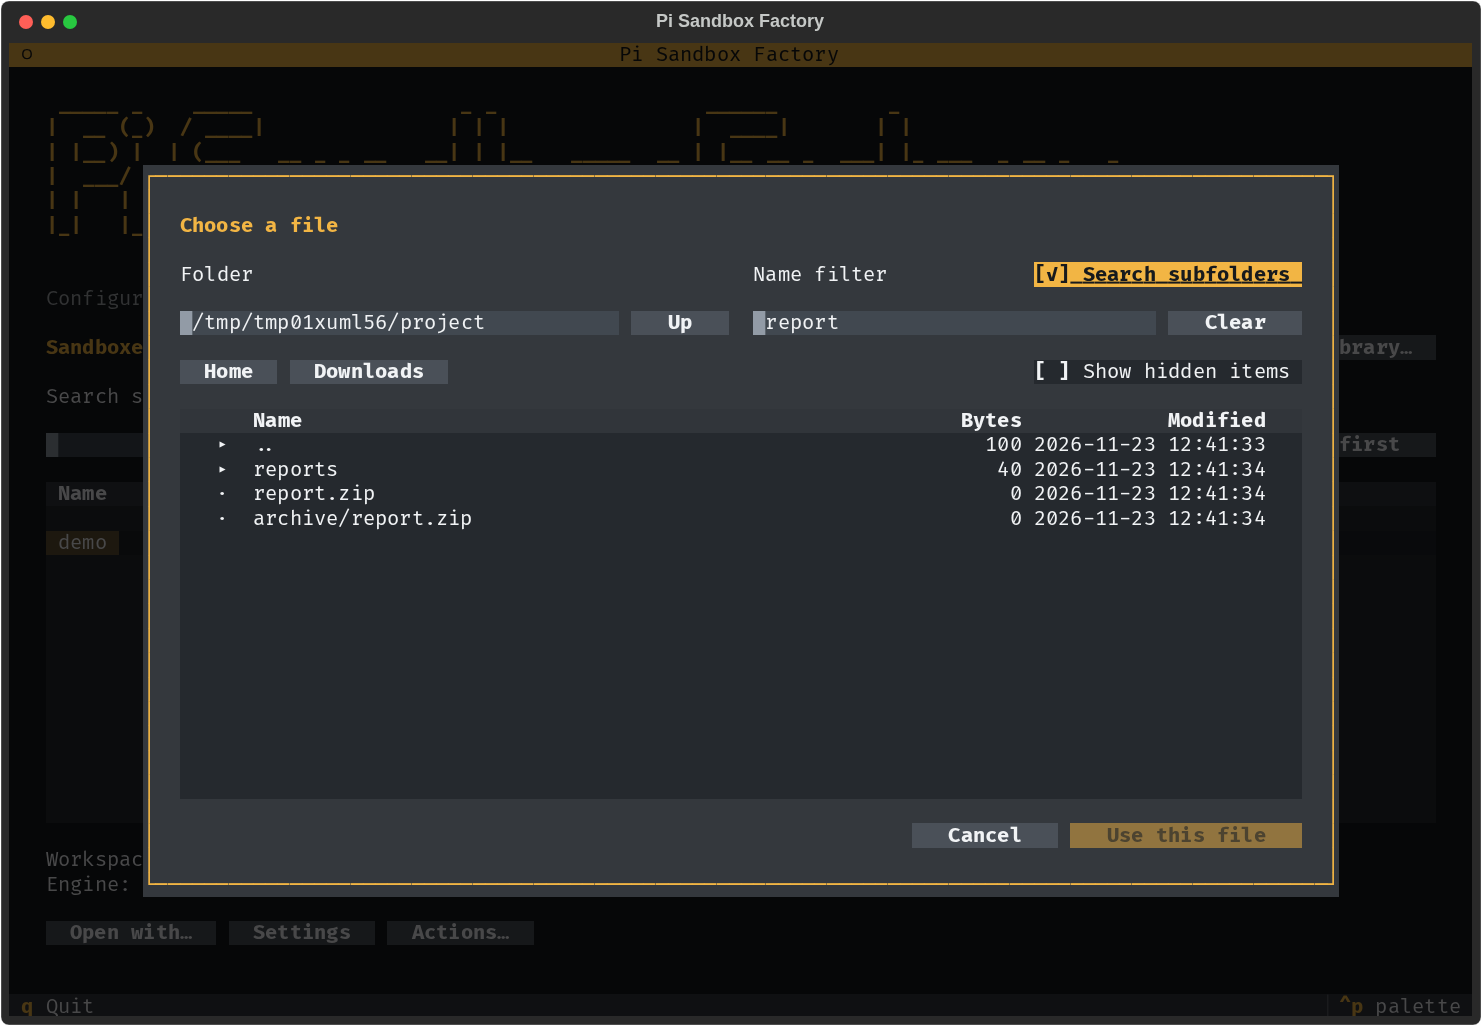 Pi Sandbox Factory
O Pi Sandbox Factory
Choose a file
Folder Name filter [√] Search subfolders
/tmp/tmp01xuml56/project Up report Clear
Home Downloads [ ] Show hidden items
Name Bytes Modified
▸ .. 100 2026-11-23 12:41:33
▸ reports 40 2026-11-23 12:41:34
· report.zip 0 2026-11-23 12:41:34
· archive/report.zip 0 2026-11-23 12:41:34
Cancel Use this file
Configur
Sandboxe brary…
Search s
first
Name
demo
Workspac
Engine:
Open with… Settings Actions…
q Quit ^p palette